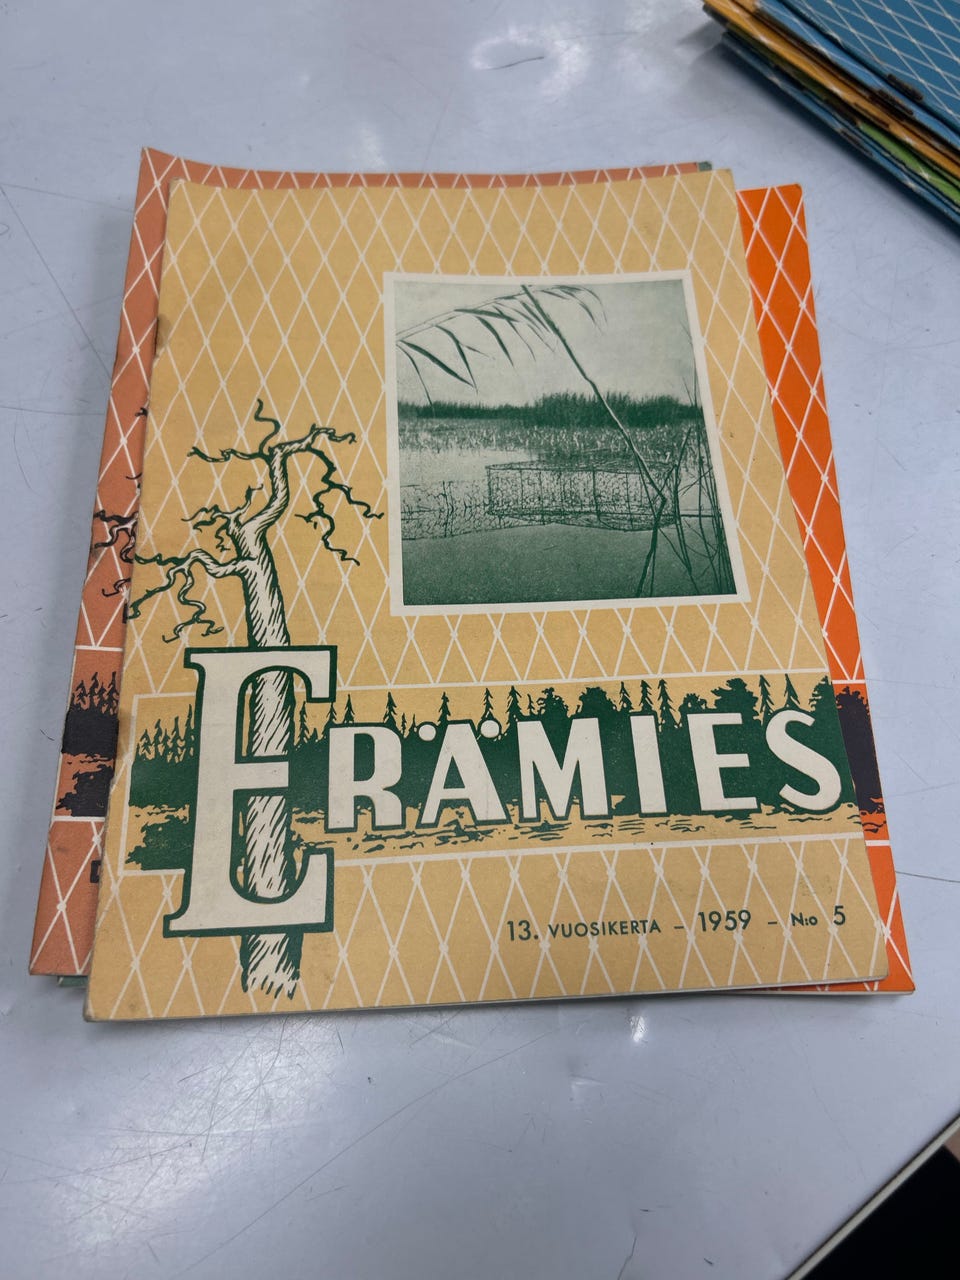 ERÄMIES
13. VUOSIKERTA – 1959 – N:o 5